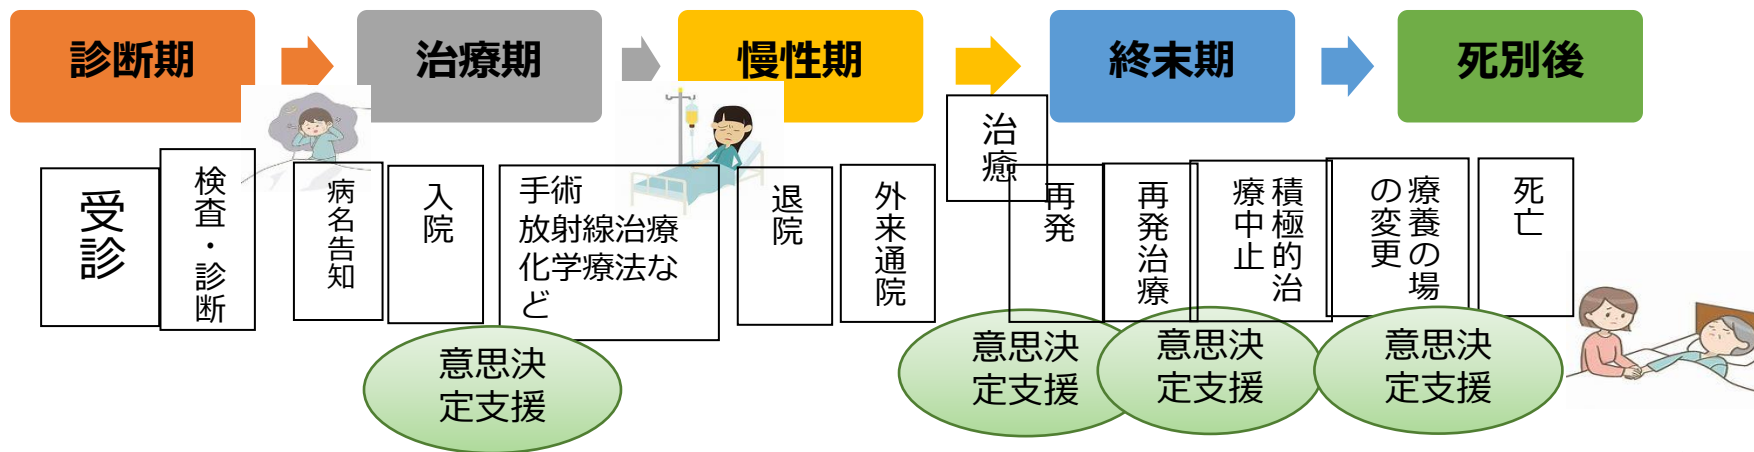 診断期
治療期
慢性期
終末期
死別後
受診
検査・診断
病名告知
入院
手術
放射線治療
化学療法な
ど
退院
外来通院
治癒
再発
再発治療
積極的治
療中止
療養の場
の変更
死亡
意思決
定支援
意思決
定支援
意思決
定支援
意思決
定支援